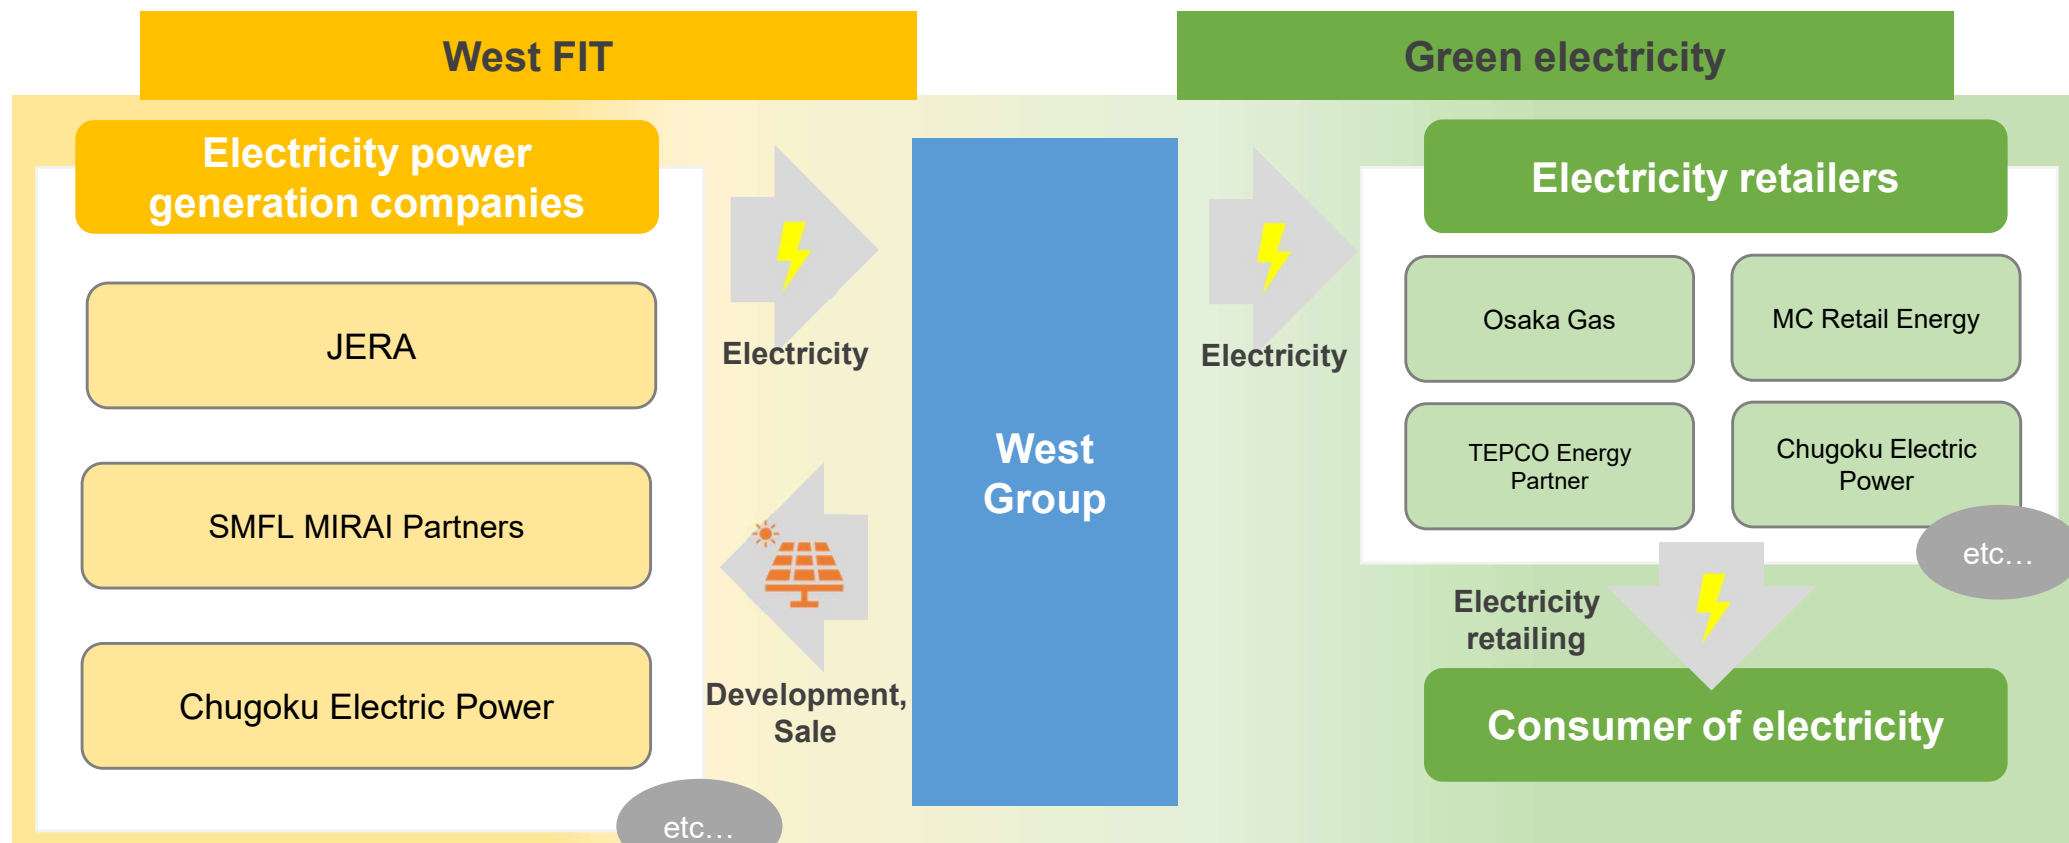 West FIT
Green electricity
Electricity power
generation companies
JERA
SMFL MIRAI Partners
Chugoku Electric Power
etc…
Electricity
Development,
Sale
West
Group
Electricity
Electricity retailers
Osaka Gas
MC Retail Energy
TEPCO Energy
Partner
Chugoku Electric
Power
etc…
Electricity
retailing
Consumer of electricity